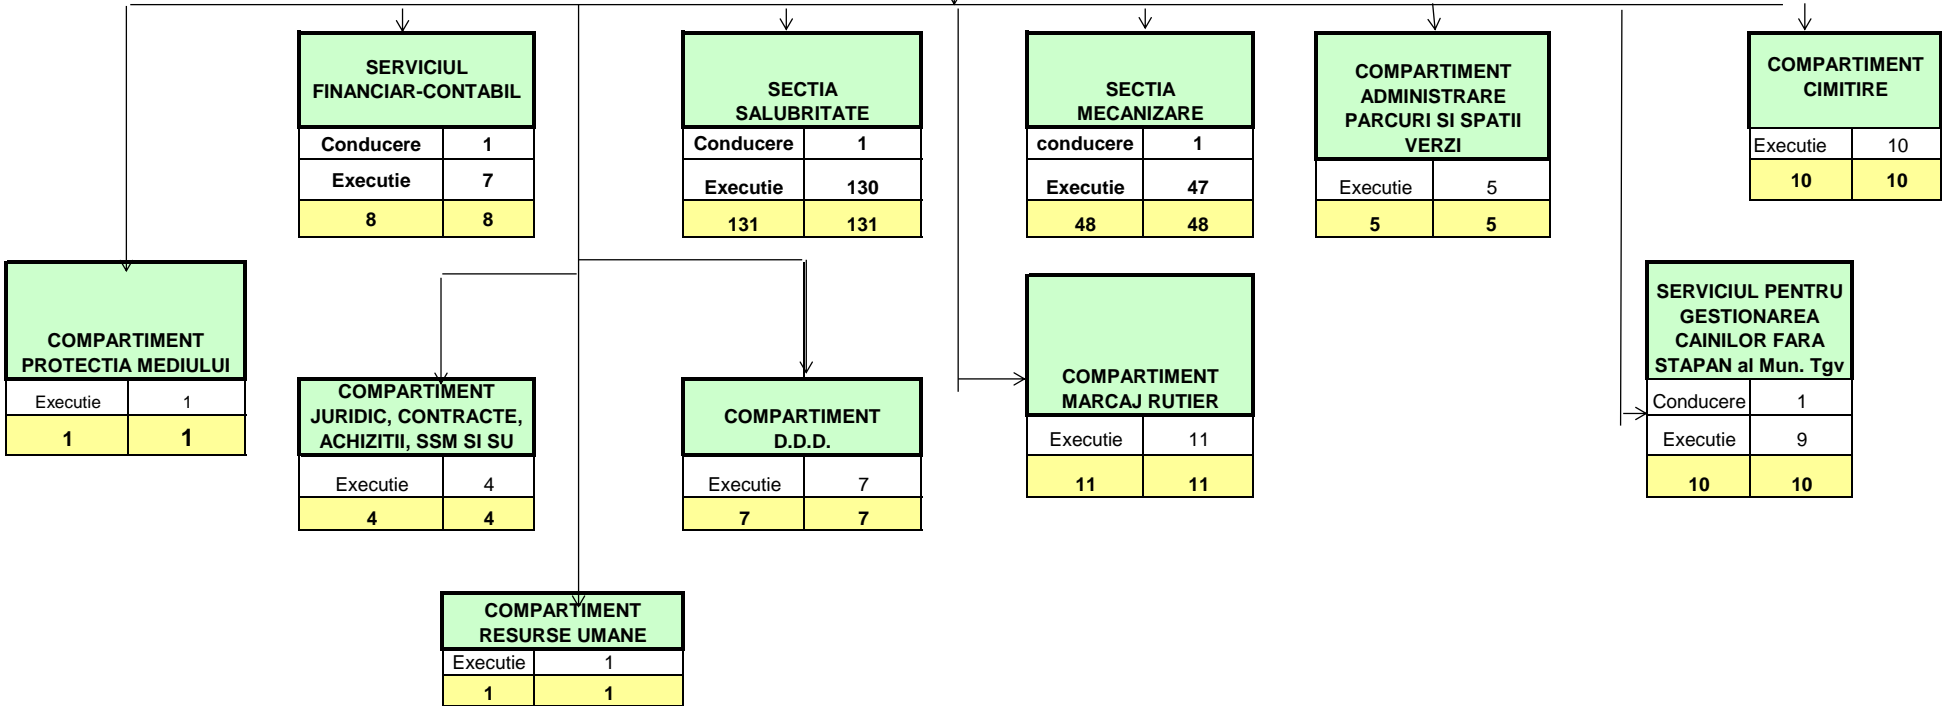 SERVICIUL
FINANCIAR-CONTABIL
Conducere 1
Executie 7
8 8
SECTIA
SALUBRITATE
Conducere 1
Executie 130
131 131
SECTIA
MECANIZARE
conducere 1
Executie 47
48 48
COMPARTIMENT
ADMINISTRARE
PARCURI SI SPATII
VERZI
Executie 5
5 5
COMPARTIMENT
CIMITIRE
Executie 10
10 10
COMPARTIMENT
PROTECTIA MEDIULUI
Executie 1
1 1
COMPARTIMENT
JURIDIC, CONTRACTE,
ACHIZITII, SSM SI SU
Executie 4
4 4
COMPARTIMENT
D.D.D.
Executie 7
7 7
COMPARTIMENT
MARCAJ RUTIER
Executie 11
11 11
SERVICIUL PENTRU
GESTIONAREA
CAINILOR FARA
STAPAN al Mun. Tgv
Conducere 1
Executie 9
10 10
COMPARTIMENT
RESURSE UMANE
Executie 1
1 1